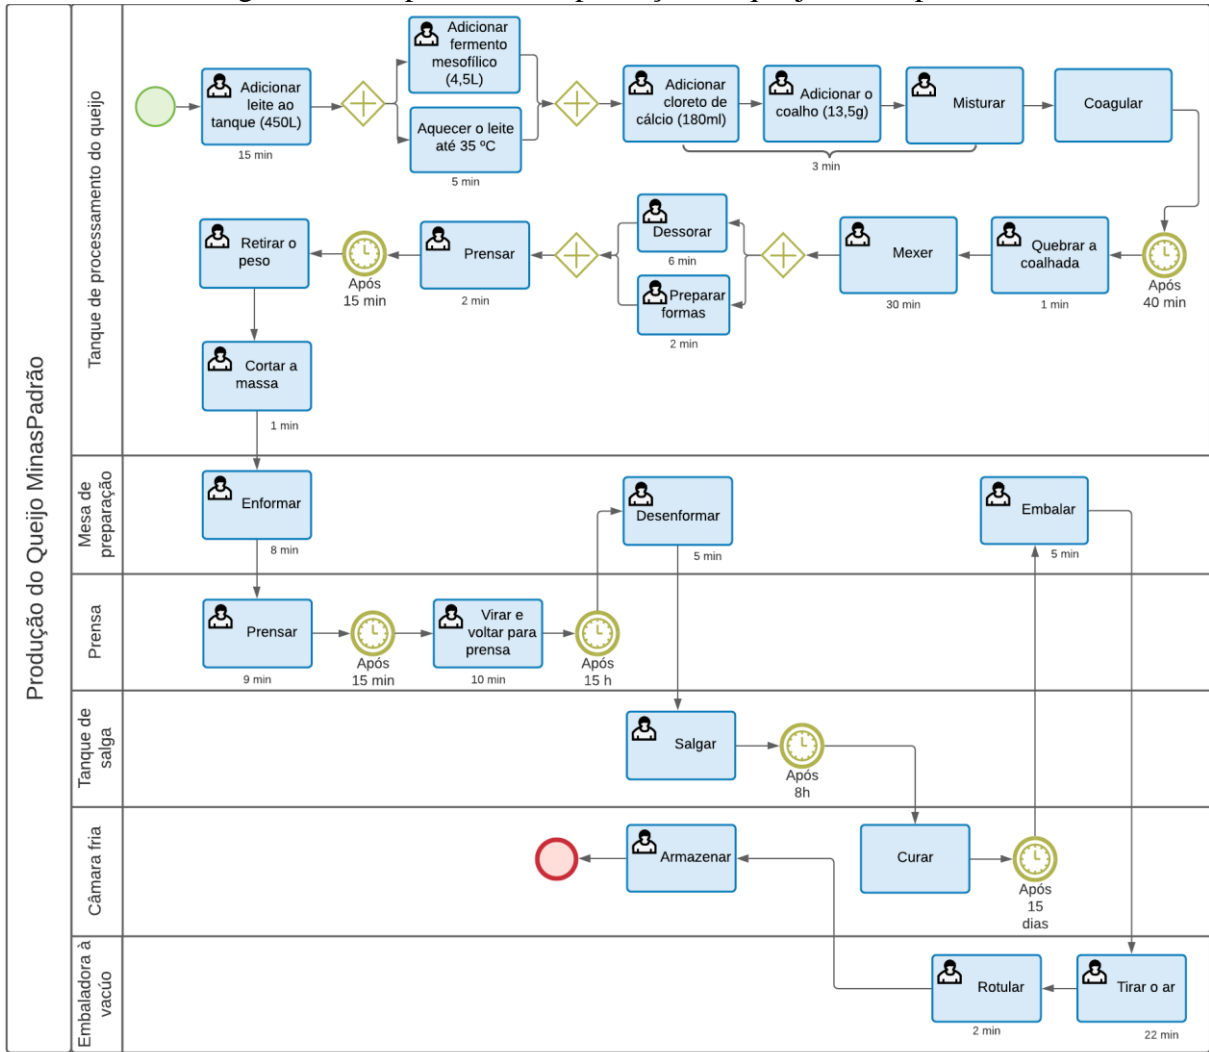 Produção do Queijo MinasPadrão
Tanque de processamento do queijo
Adicionar
leite ao
tanque (450L)
15 min
Adicionar
fermento
mesofílico
(4,5L)
Aquecer o leite
até 35 ºC
5 min
Adicionar
cloreto de
cálcio (180ml)
Adicionar o
coalho (13,5g)
Misturar
3 min
Coagular
Após
40 min
Quebrar a
coalhada
1 min
Mexer
30 min
Dessorar
6 min
Preparar
formas
2 min
Prensar
2 min
Após
15 min
Retirar o
peso
Cortar a
massa
1 min
Mesa de
preparação
Enformar
8 min
Desenformar
5 min
Embalar
5 min
Prensa
Prensar
9 min
Após
15 min
Virar e
voltar para
prensa
10 min
Após
15 h
Tanque de
salga
Salgar
Após
8h
Câmara fria
Armazenar
Curar
Após
15
dias
Embaladora à
vacúo
Rotular
2 min
Tirar o ar
22 min